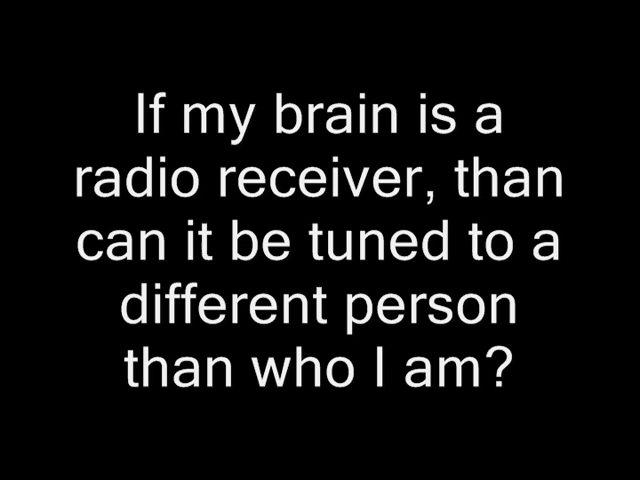 If my brain is a
radio receiver, than
can it be tuned to a
different person
than who I am?